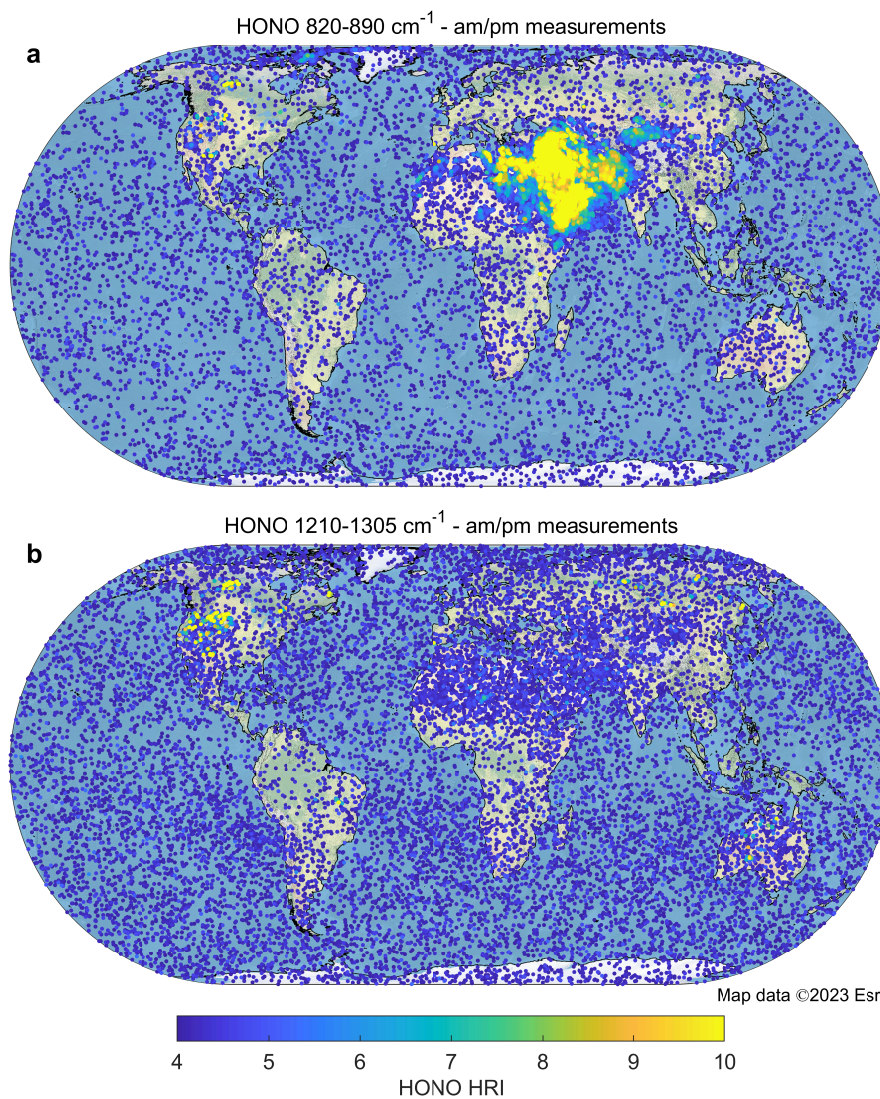 HONO 820-890 cm-1 - am/pm measurements
a
HONO 1210-1305 cm-1 - am/pm measurements
b
Map data ©2023 Esr
4 5 6 7 8 9 10
HONO HRI